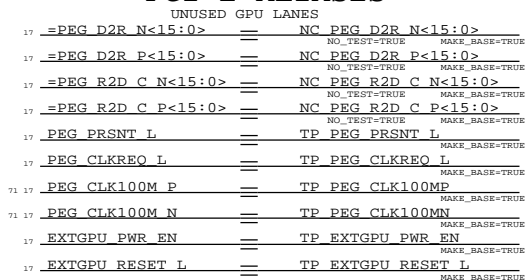 UNUSED GPU LANES
17 =PEG_D2R_N<15:0> NC_PEG_D2R_N<15:0>
NO_TEST=TRUE MAKE_BASE=TRUE
17 =PEG_D2R_P<15:0> NC_PEG_D2R_P<15:0>
NO_TEST=TRUE MAKE_BASE=TRUE
17 =PEG_R2D_C_N<15:0> NC_PEG_R2D_C_N<15:0>
NO_TEST=TRUE MAKE_BASE=TRUE
17 =PEG_R2D_C_P<15:0> NC_PEG_R2D_C_P<15:0>
NO_TEST=TRUE MAKE_BASE=TRUE
17 PEG_PRSNT_L TP_PEG_PRSNT_L
MAKE_BASE=TRUE
17 PEG_CLKREQ_L TP_PEG_CLKREQ_L
MAKE_BASE=TRUE
71 17 PEG_CLK100M_P TP_PEG_CLK100MP
MAKE_BASE=TRUE
71 17 PEG_CLK100M_N TP_PEG_CLK100MN
MAKE_BASE=TRUE
17 EXTGPU_PWR_EN TP_EXTGPU_PWR_EN
MAKE_BASE=TRUE
17 EXTGPU_RESET_L TP_EXTGPU_RESET_L
MAKE_BASE=TRUE